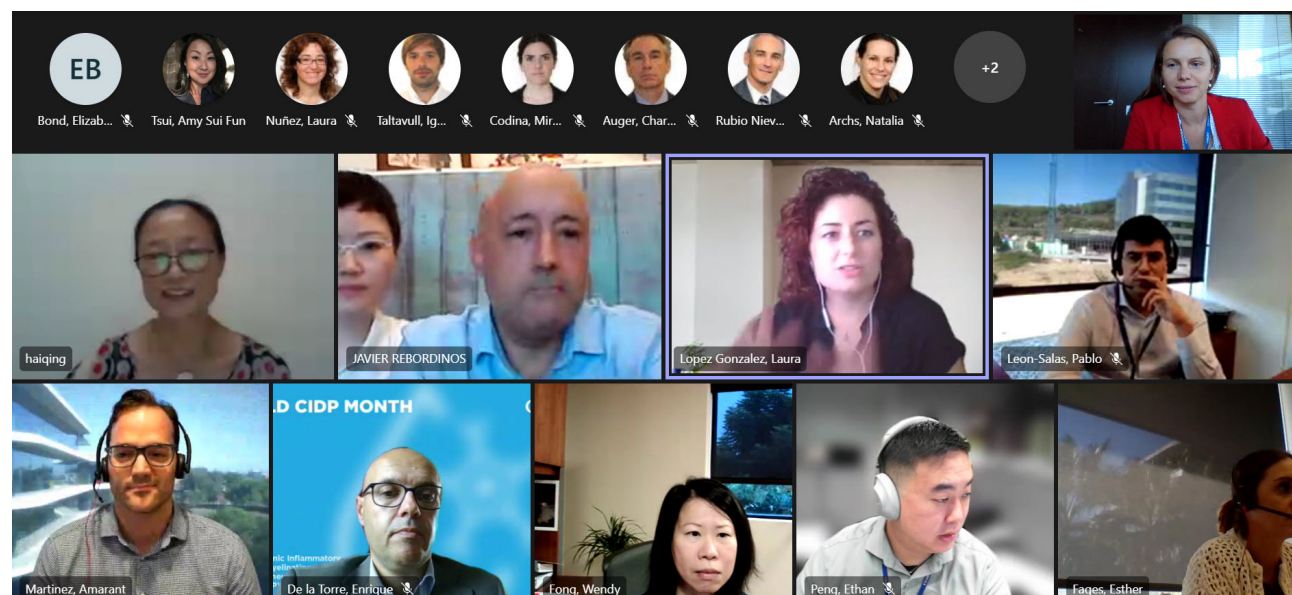 EB
+2
Bond, Elizab...
Tsui, Amy Sui Fun
Nuñez, Laura
Taltavull, Ig...
Codina, Mir...
Auger, Char...
Rubio Niev...
Archs, Natalia
haiqing
JAVIER REBORDINOS
Lopez Gonzalez, Laura
Leon-Salas, Pablo
.D CIDP MONTH
nic Inflammatory
Martinez, Amarant
De la Torre, Enrique
Fong, Wendy
Peng, Ethan
Fages, Esther